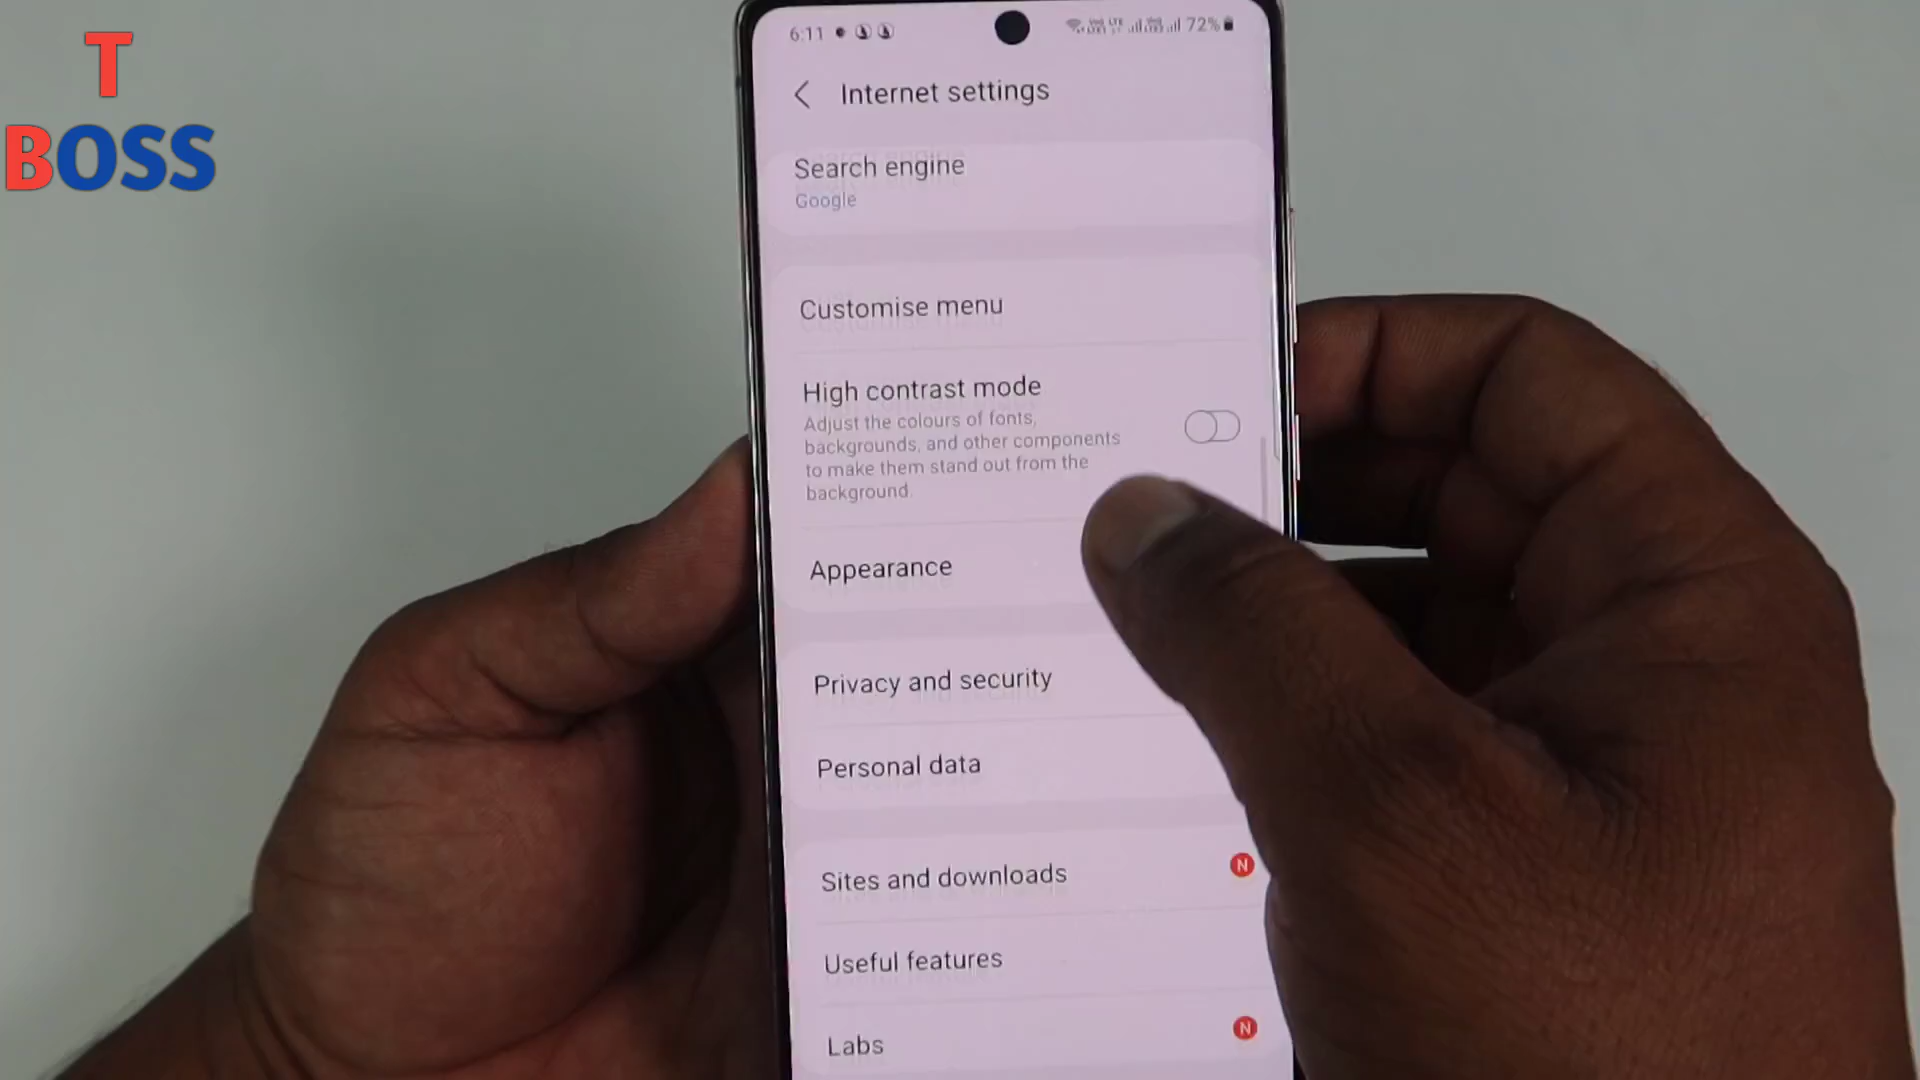 T
BOSS
6:11
72%
Internet settings
Search engine
Google
Customise menu
High contrast mode
Adjust the colours of fonts,
backgrounds, and other components
to make them stand out from the
background.
Appearance
Privacy and security
Personal data
Sites and downloads
N
Useful features
Labs
N